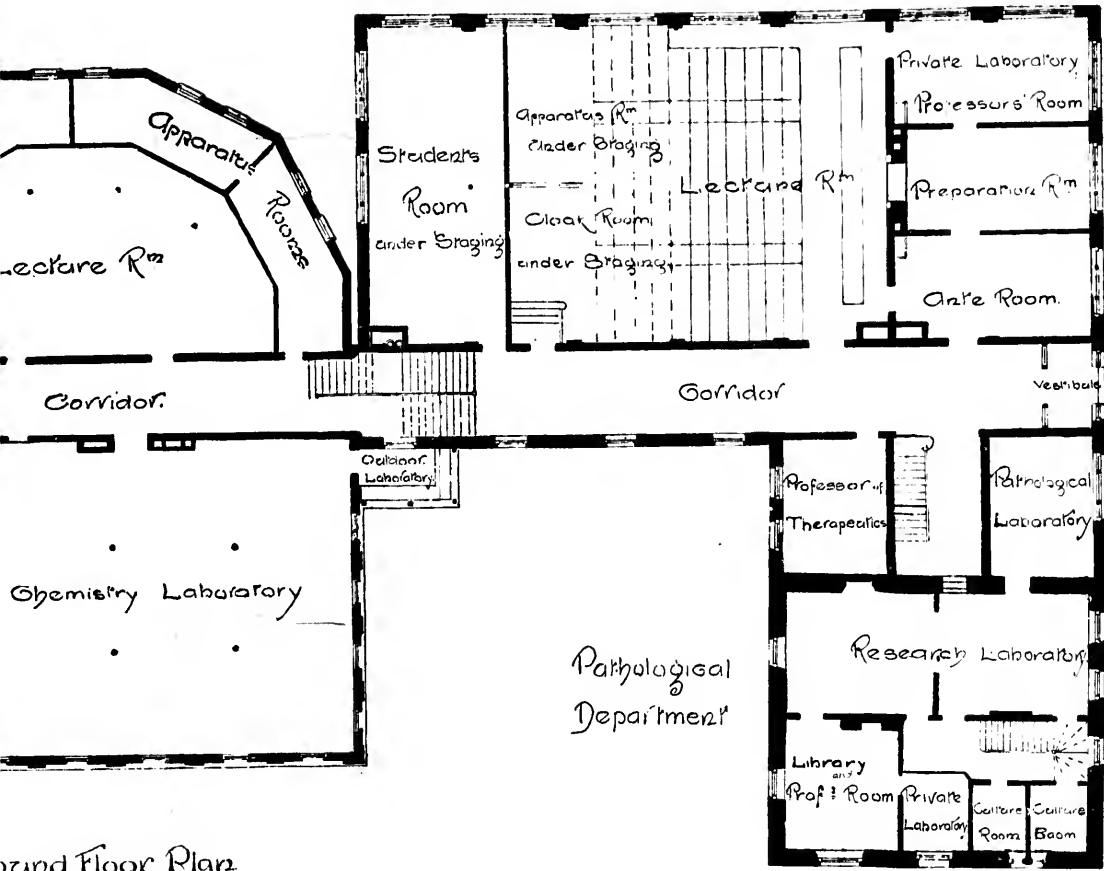 Apparatus
Rooms
Lecture Rm
Corridor.
Chemistry Laboratory
Outdoor
Laboratory
Students
Room
under Staging
Apparatus Rm
Under Staging
Cloak Room
under Staging
Lecture Rm
Private Laboratory
Professors' Room
Preparation Rm
Ante Room.
Corridor
Vestibule
Professor of
Therapeutics
Pathological
Laboratory
Research Laboratory
Pathological
Department
Library
and
Prof: Room
Private
Laboratory
Culture
Room
Culture
Room
ound Floor Plan